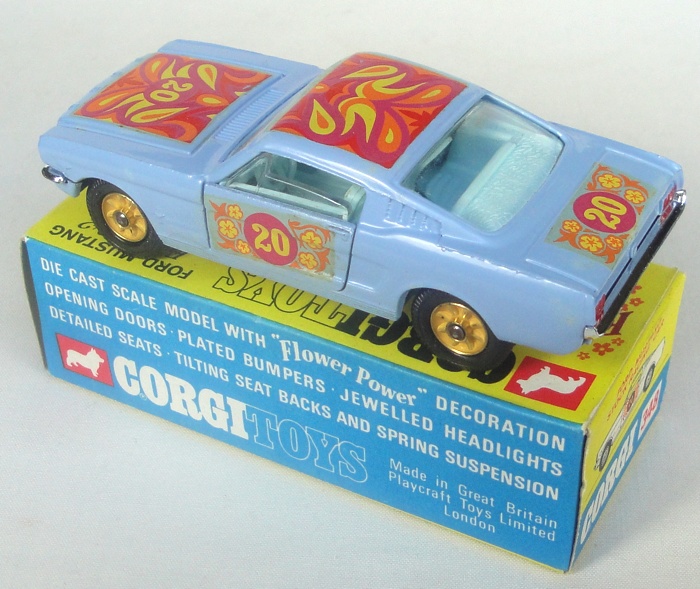 20
20
20
FORD MUSTANG
CORGI TOYS
DIE CAST SCALE MODEL WITH "Flower Power" DECORATION
OPENING DOORS · PLATED BUMPERS · JEWELLED HEADLIGHTS
DETAILED SEATS · TILTING SEAT BACKS AND SPRING SUSPENSION
CORGI TOYS
Made in Great Britain
Playcraft Toys Limited
London
CORGI 348